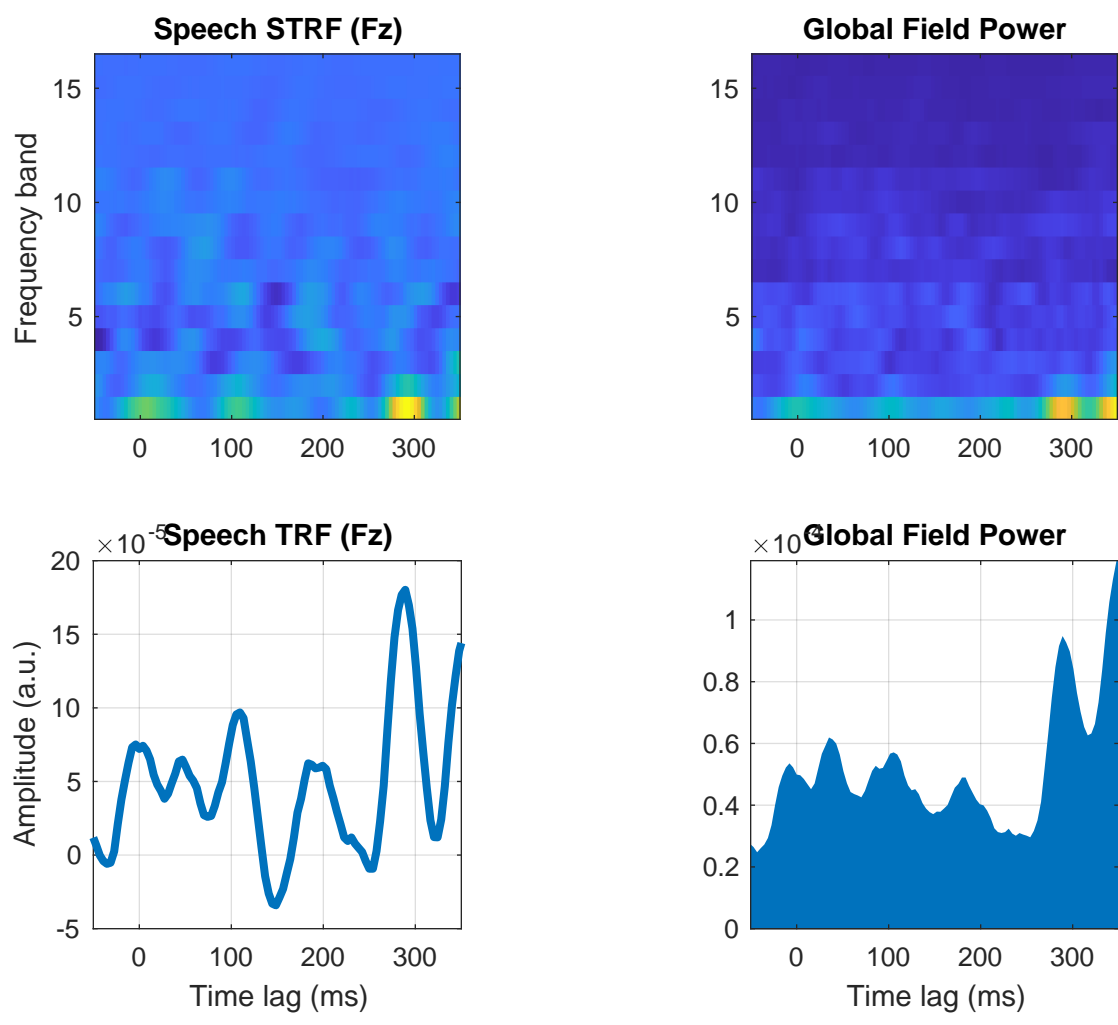 Speech STRF (Fz)
Frequency band
15
10
5
0 100 200 300
Global Field Power
15
10
5
0 100 200 300
×10^-5
Speech TRF (Fz)
Amplitude (a.u.)
20
15
10
5
0
-5
0 100 200 300
Time lag (ms)
×10^-4
Global Field Power
1
0.8
0.6
0.4
0.2
0
0 100 200 300
Time lag (ms)